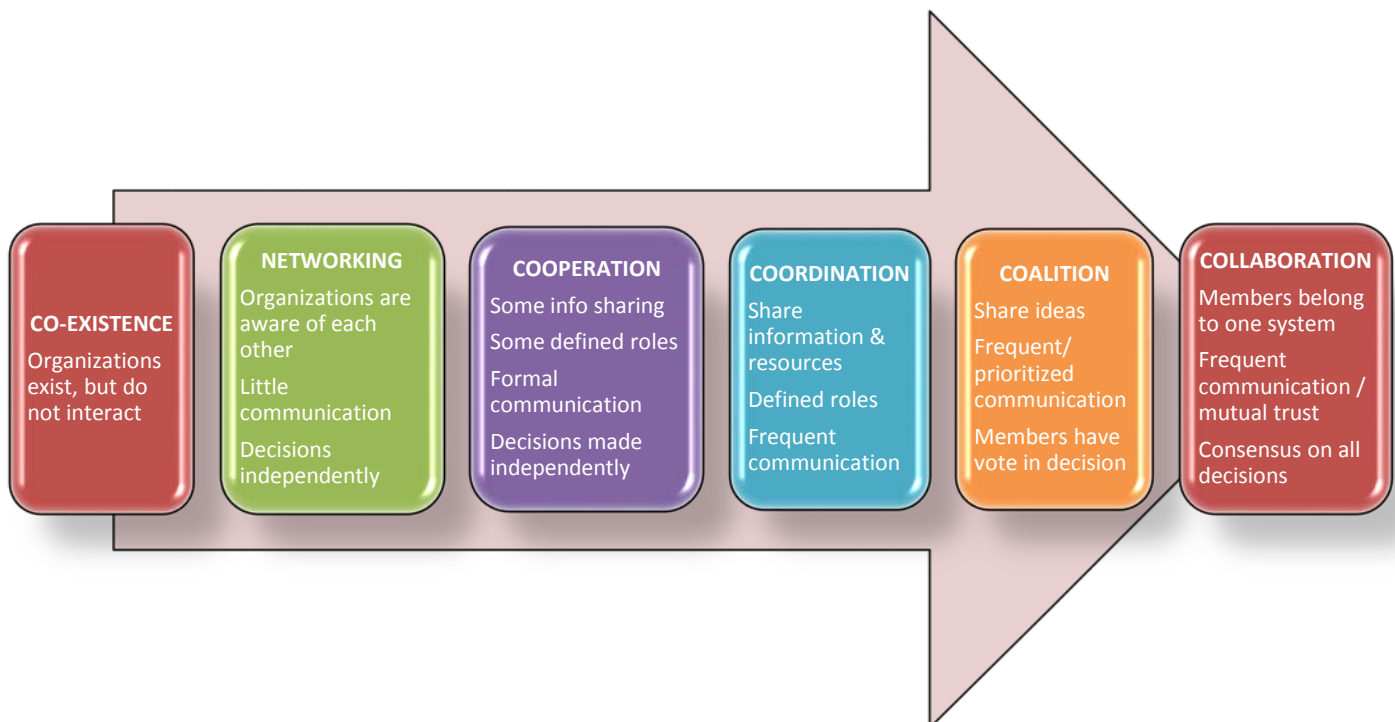 CO-EXISTENCE
Organizations
exist, but do
not interact
NETWORKING
Organizations are
aware of each
other
Little
communication
Decisions
independently
COOPERATION
Some info sharing
Some defined roles
Formal
communication
Decisions made
independently
COORDINATION
Share
information &
resources
Defined roles
Frequent
communication
COALITION
Share ideas
Frequent/
prioritized
communication
Members have
vote in decision
COLLABORATION
Members belong
to one system
Frequent
communication /
mutual trust
Consensus on all
decisions